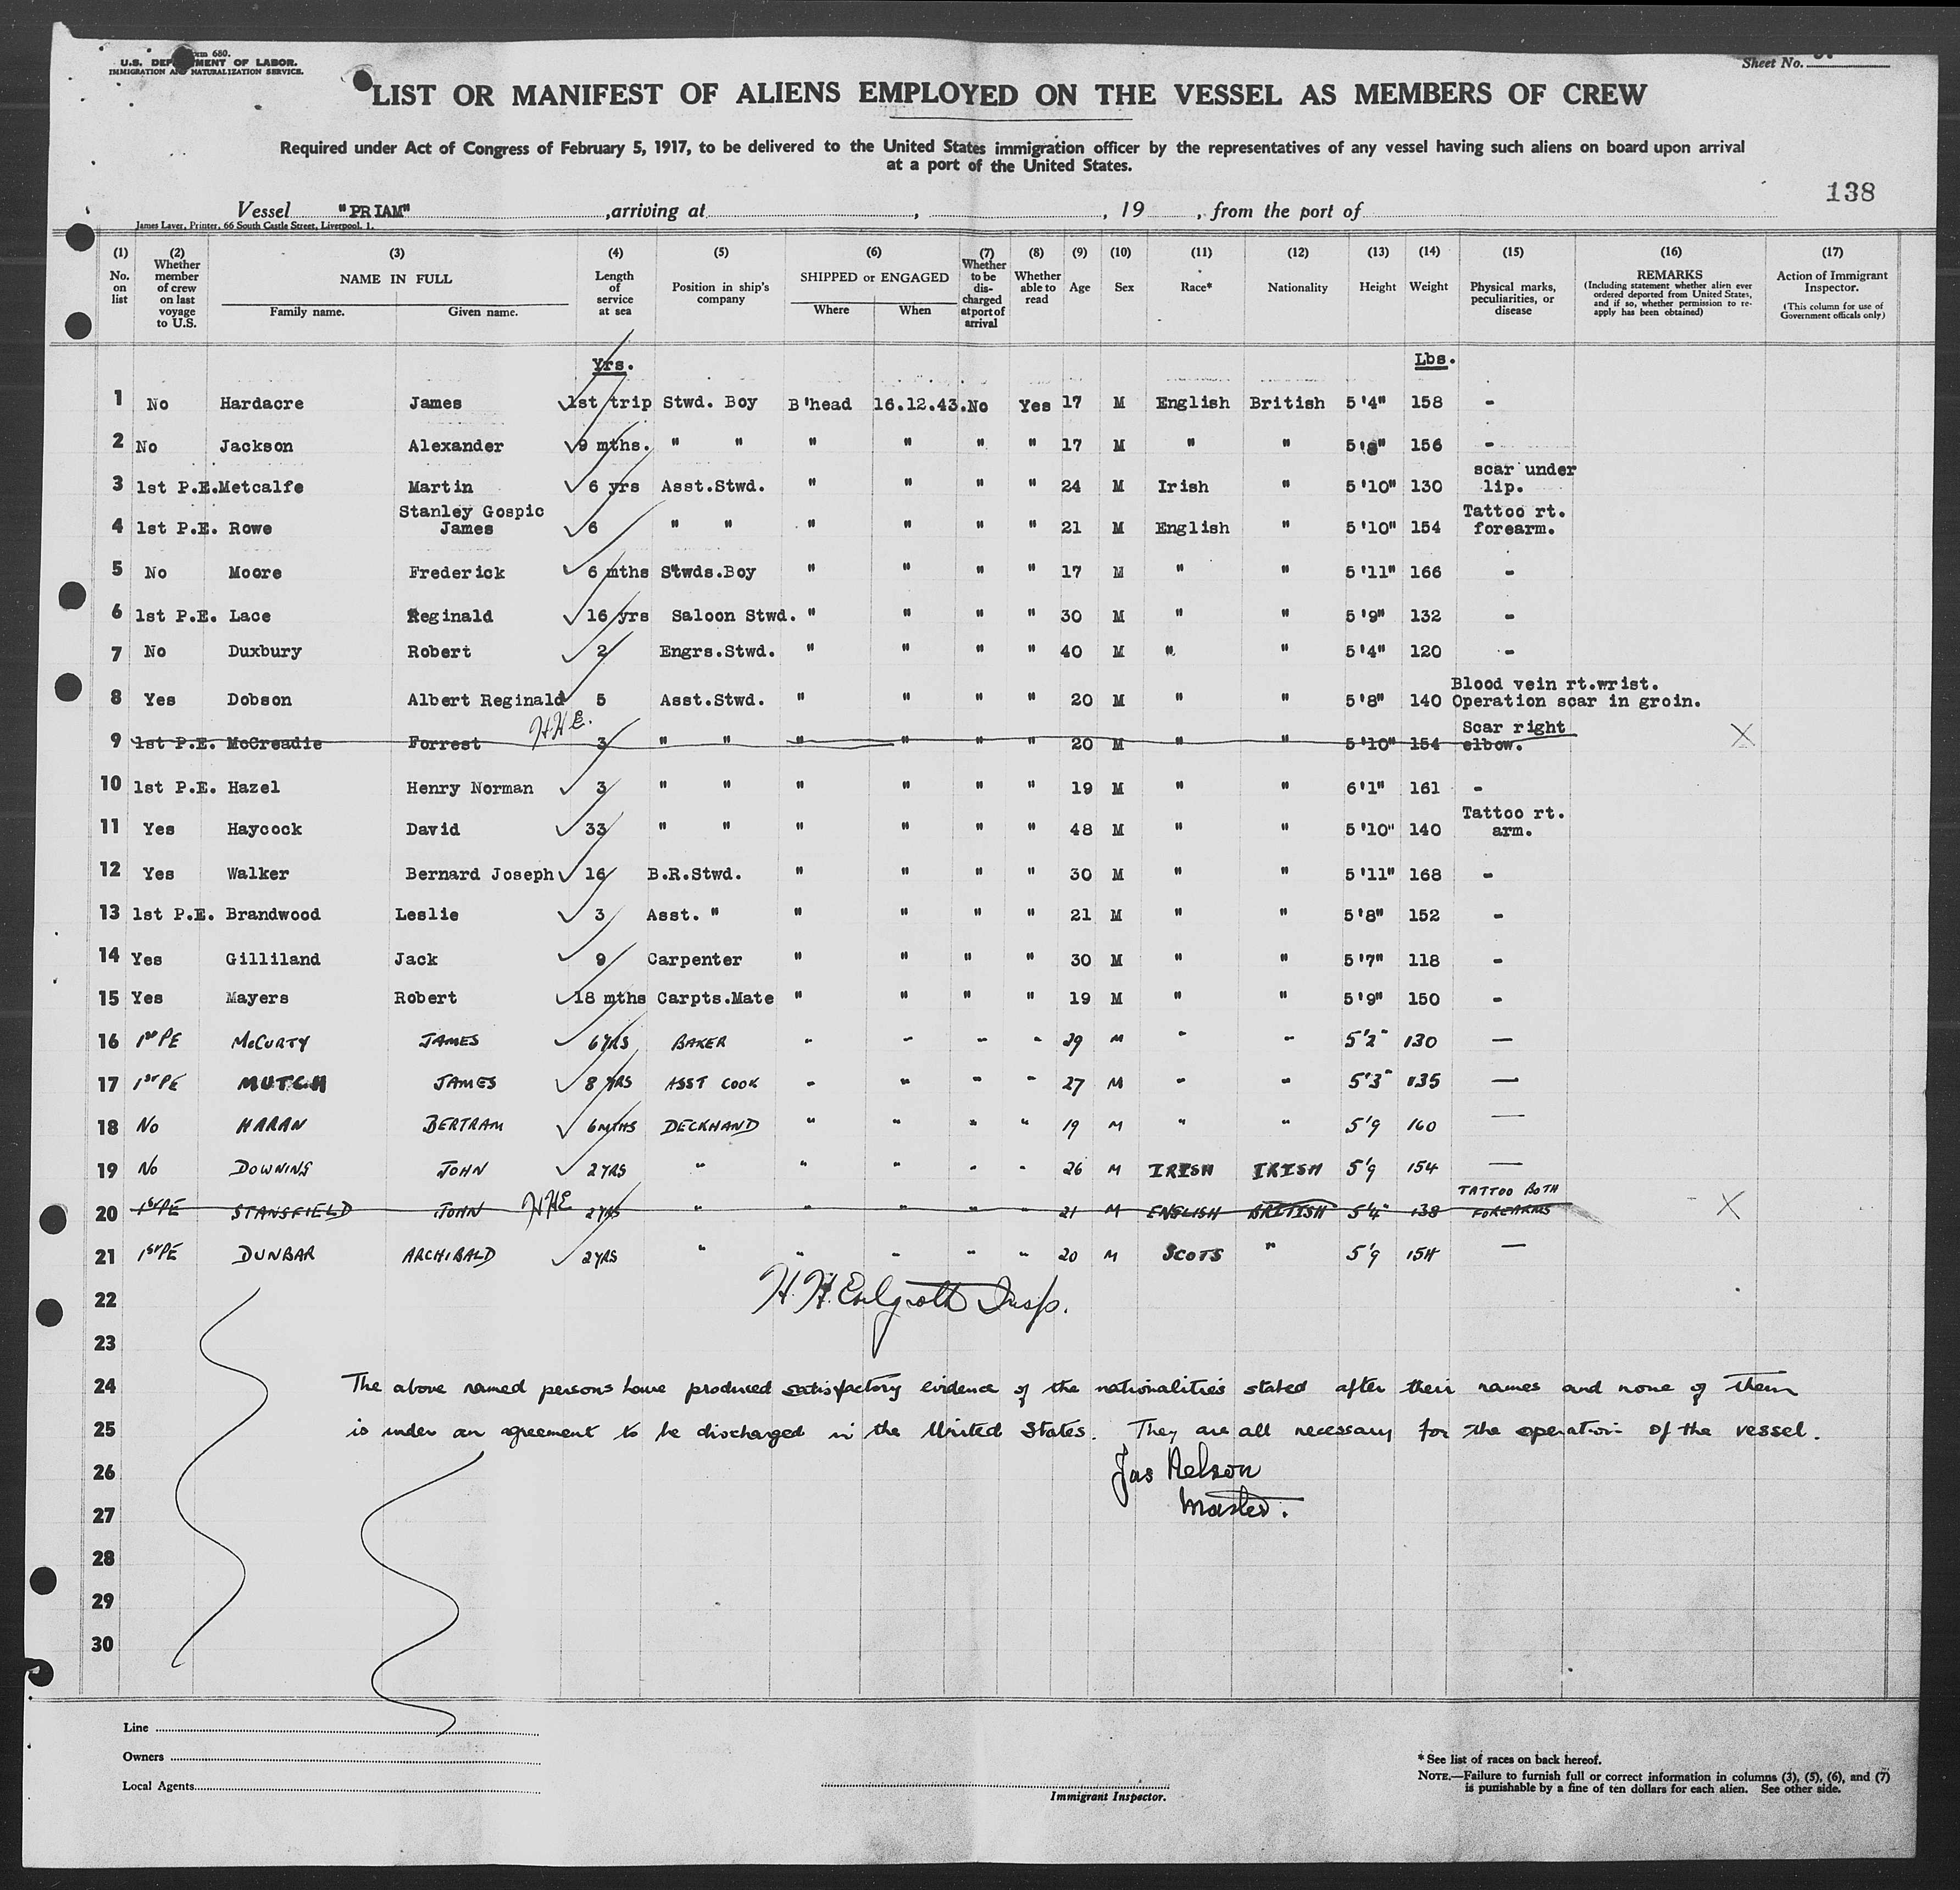 U.S. DEPARTMENT OF LABOR.
IMMIGRATION AND NATURALIZATION SERVICE.
Form 680.
Sheet No.
LIST OR MANIFEST OF ALIENS EMPLOYED ON THE VESSEL AS MEMBERS OF CREW
Required under Act of Congress of February 5, 1917, to be delivered to the United States immigration officer by the representatives of any vessel having such aliens on board upon arrival
at a port of the United States.
138
Vessel "PRIAM" , arriving at , , 19 , from the port of
James Laver, Printer, 66 South Castle Street, Liverpool, 1.
(1) No. on list (2) Whether member of crew on last voyage to U.S. (3) NAME IN FULL Family name. Given name. (4) Length of service at sea (5) Position in ship's company (6) SHIPPED or ENGAGED Where When (7) Whether to be discharged at port of arrival (8) Whether able to read (9) Age (10) Sex (11) Race* (12) Nationality (13) Height (14) Weight (15) Physical marks, peculiarities, or disease (16) REMARKS (Including statement whether alien ever ordered deported from United States, and if so, whether permission to re-apply has been obtained) (17) Action of Immigrant Inspector. (This column for use of Government officals only)
Yrs. Lbs.
1 No Hardacre James 1st trip Stwd. Boy B'head 16.12.43. No Yes 17 M English British 5'4" 158 -
2 No Jackson Alexander 9 mths. " " " " " " 17 M " " 5'8" 156 -
3 1st P.E. Metcalfe Martin 6 yrs Asst.Stwd. " " " " 24 M Irish " 5'10" 130 scar under lip.
4 1st P.E. Rowe Stanley Gospic James 6 " " " " " " 21 M English " 5'10" 154 Tattoo rt. forearm.
5 No Moore Frederick 6 mths Stwds.Boy " " " " 17 M " " 5'11" 166 -
6 1st P.E. Lace Reginald 16 yrs Saloon Stwd. " " " " 30 M " " 5'9" 132 -
7 No Duxbury Robert 2 Engrs.Stwd. " " " " 40 M " " 5'4" 120 -
8 Yes Dobson Albert Reginald 5 Asst.Stwd. " " " " 20 M " " 5'8" 140 Blood vein rt.wrist. Operation scar in groin.
9 1st P.E. McCreadie Forrest HHE. 3 " " " " " " 20 M " " 5'10" 154 Scar right elbow. X
10 1st P.E. Hazel Henry Norman 3 " " " " " " 19 M " " 6'1" 161 -
11 Yes Haycock David 33 " " " " " " 48 M " " 5'10" 140 Tattoo rt. arm.
12 Yes Walker Bernard Joseph 16 B.R.Stwd. " " " " 30 M " " 5'11" 168 -
13 1st P.E. Brandwood Leslie 3 Asst. " " " " " 21 M " " 5'8" 152 -
14 Yes Gilliland Jack 9 Carpenter " " " " 30 M " " 5'7" 118 -
15 Yes Mayers Robert 18 mths Carpts.Mate " " " " 19 M " " 5'9" 150 -
16 1st PE McCURTY JAMES 6 YRS BAKER " " " " 29 M " " 5'2" 130 —
17 1st PE MUTCH JAMES 8 YRS ASST COOK " " " " 27 M " " 5'3" 135 —
18 No HARAN BERTRAM 6 MTHS DECKHAND " " " " 19 M " " 5'9 160 —
19 No DOWNING JOHN 2 YRS " " " " " 26 M IRISH IRISH 5'9 154 —
20 1st PE STANSFIELD JOHN HHE 2 YRS " " " " " 21 M ENGLISH BRITISH 5'4" 138 TATTOO BOTH FOREARMS X
21 1st PE DUNBAR ARCHIBALD 2 YRS " " " " " 20 M SCOTS " 5'9 154 —
22 Insp.
23
24 The above named persons have produced satisfactory evidence of the nationalities stated after their names and none of them
25 is under an agreement to be discharged in the United States. They are all necessary for the operation of the vessel.
26 Jas Nelson
27 Master.
28
29
30
Line
Owners
Local Agents
Immigrant Inspector.
* See list of races on back hereof.
NOTE.—Failure to furnish full or correct information in columns (3), (5), (6), and (7)
is punishable by a fine of ten dollars for each alien. See other side.